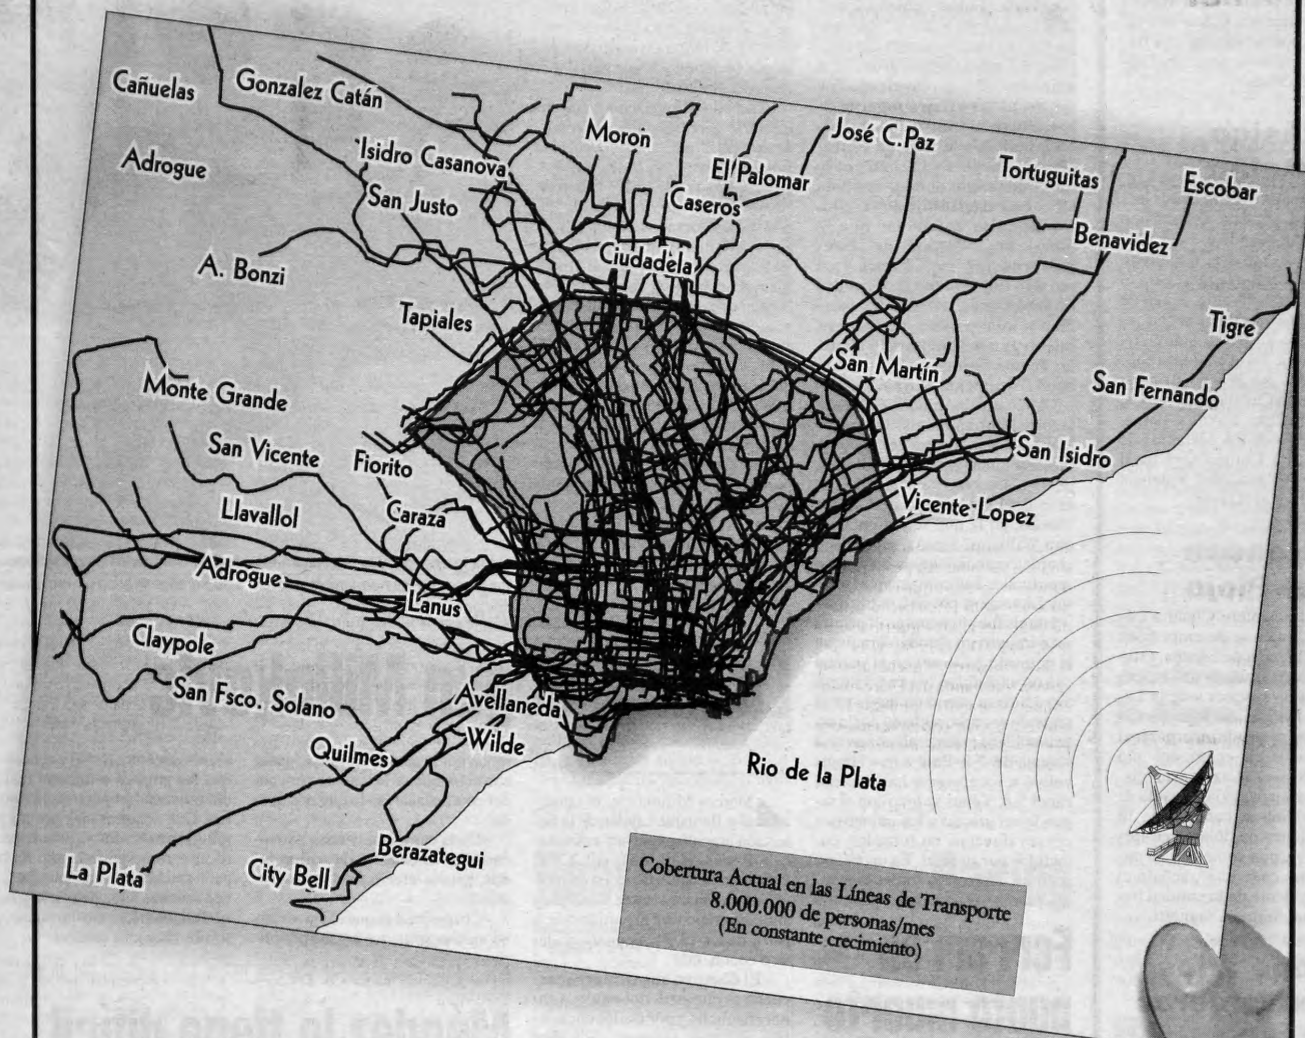 Cañuelas
Gonzalez Catán
Moron
José C. Paz
Adrogue
Isidro Casanova
El Palomar
Tortuguitas
Escobar
San Justo
Caseros
Benavidez
A. Bonzi
Ciudadela
Tapiales
Tigre
San Martín
San Fernando
Monte Grande
San Vicente
Fiorito
San Isidro
Llavallol
Caraza
Vicente Lopez
Adrogue
Lanus
Claypole
San Fsco. Solano
Avellaneda
Quilmes
Wilde
Rio de la Plata
La Plata
City Bell
Berazategui
Cobertura Actual en las Líneas de Transporte
8.000.000 de personas/mes
(En constante crecimiento)